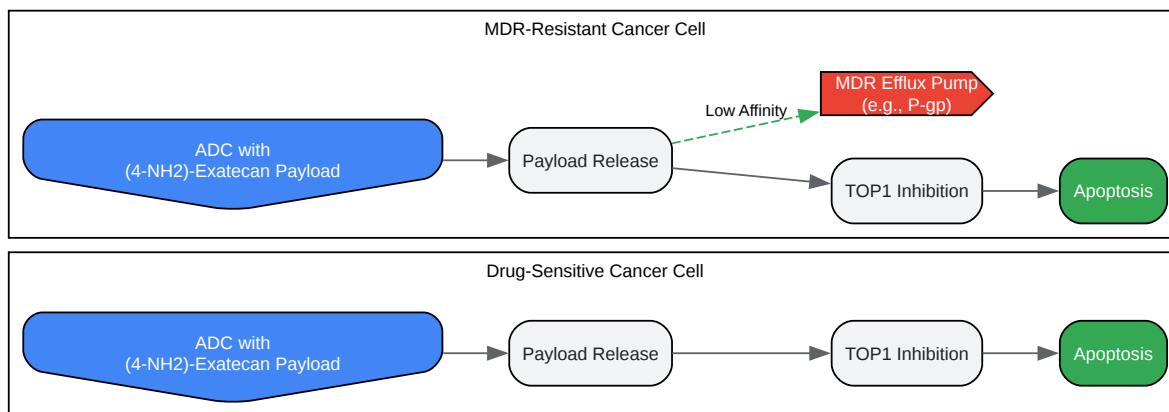 MDR-Resistant Cancer Cell
MDR Efflux Pump
(e.g., P-gp)
Low Affinity
ADC with
(4-NH2)-Exatecan Payload
Payload Release
TOP1 Inhibition
Apoptosis
Drug-Sensitive Cancer Cell
ADC with
(4-NH2)-Exatecan Payload
Payload Release
TOP1 Inhibition
Apoptosis